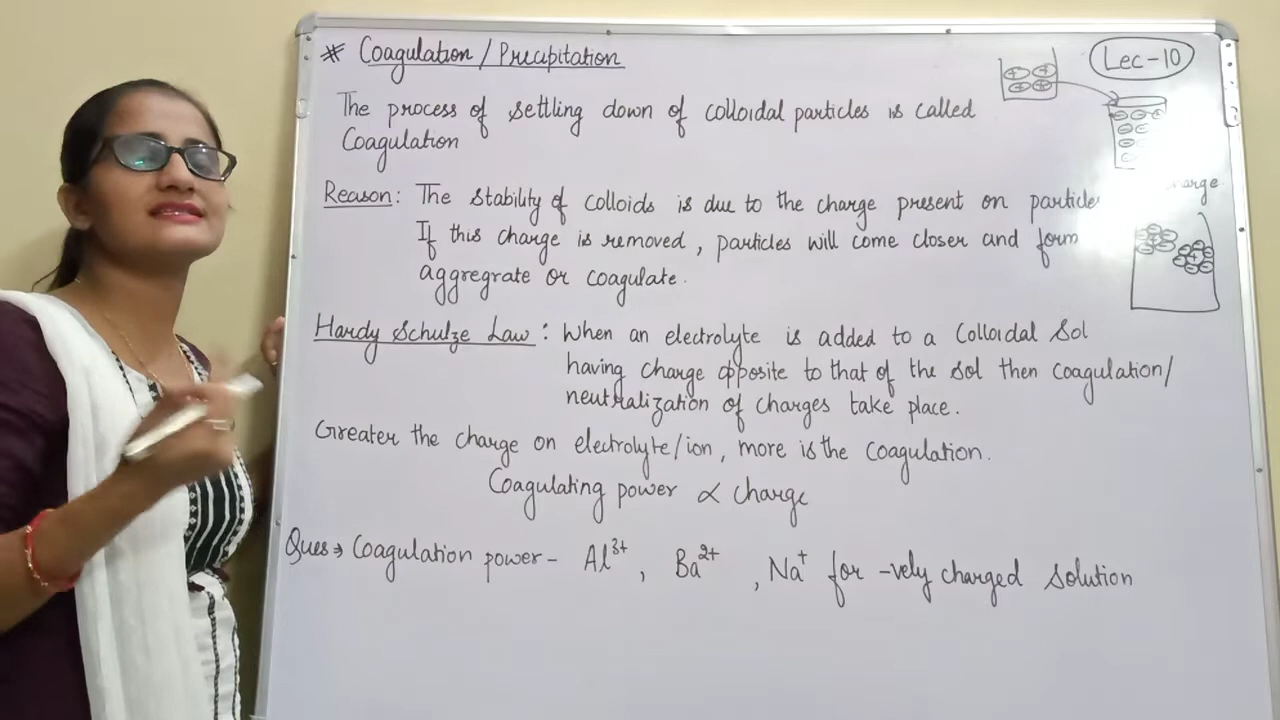 # Coagulation / Precipitation
Lec-10
The process of settling down of colloidal particles is called
Coagulation
Reason: The stability of colloids is due to the charge present on particles
If this charge is removed, particles will come closer and form
aggregrate or coagulate.
Hardy Schulze Law: When an electrolyte is added to a Colloidal Sol
having charge opposite to that of the sol then coagulation/
neutralization of charges take place.
Greater the charge on electrolyte/ion, more is the coagulation.
Coagulating power ∝ charge
Ques → Coagulation power - Al³⁺, Ba²⁺, Na⁺ for -vely charged solution